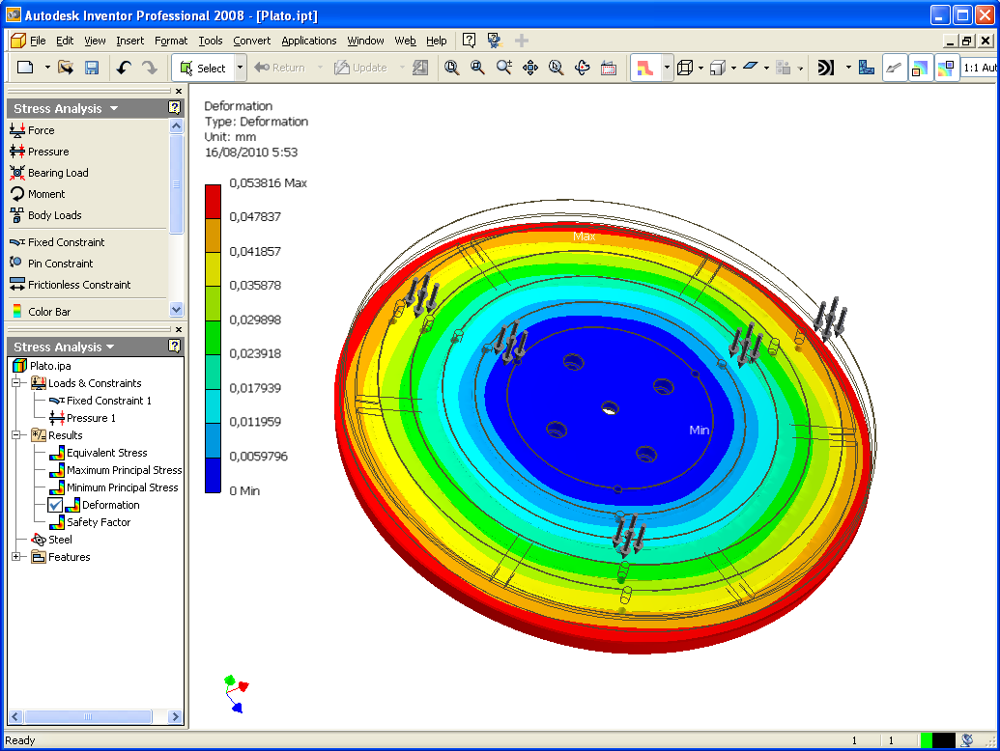 Autodesk Inventor Professional 2008 - [Plato.ipt]
File Edit View Insert Format Tools Convert Applications Window Web Help
Select Return Update 1:1 Aut
Stress Analysis
Force
Pressure
Bearing Load
Moment
Body Loads
Fixed Constraint
Pin Constraint
Frictionless Constraint
Color Bar
Stress Analysis
Plato.ipa
Loads & Constraints
Fixed Constraint 1
Pressure 1
Results
Equivalent Stress
Maximum Principal Stress
Minimum Principal Stress
Deformation
Safety Factor
Steel
Features
Deformation
Type: Deformation
Unit: mm
16/08/2010 5:53
0,053816 Max
0,047837
0,041857
0,035878
0,029898
0,023918
0,017939
0,011959
0,0059796
0 Min
Max
Min
Ready
1 1